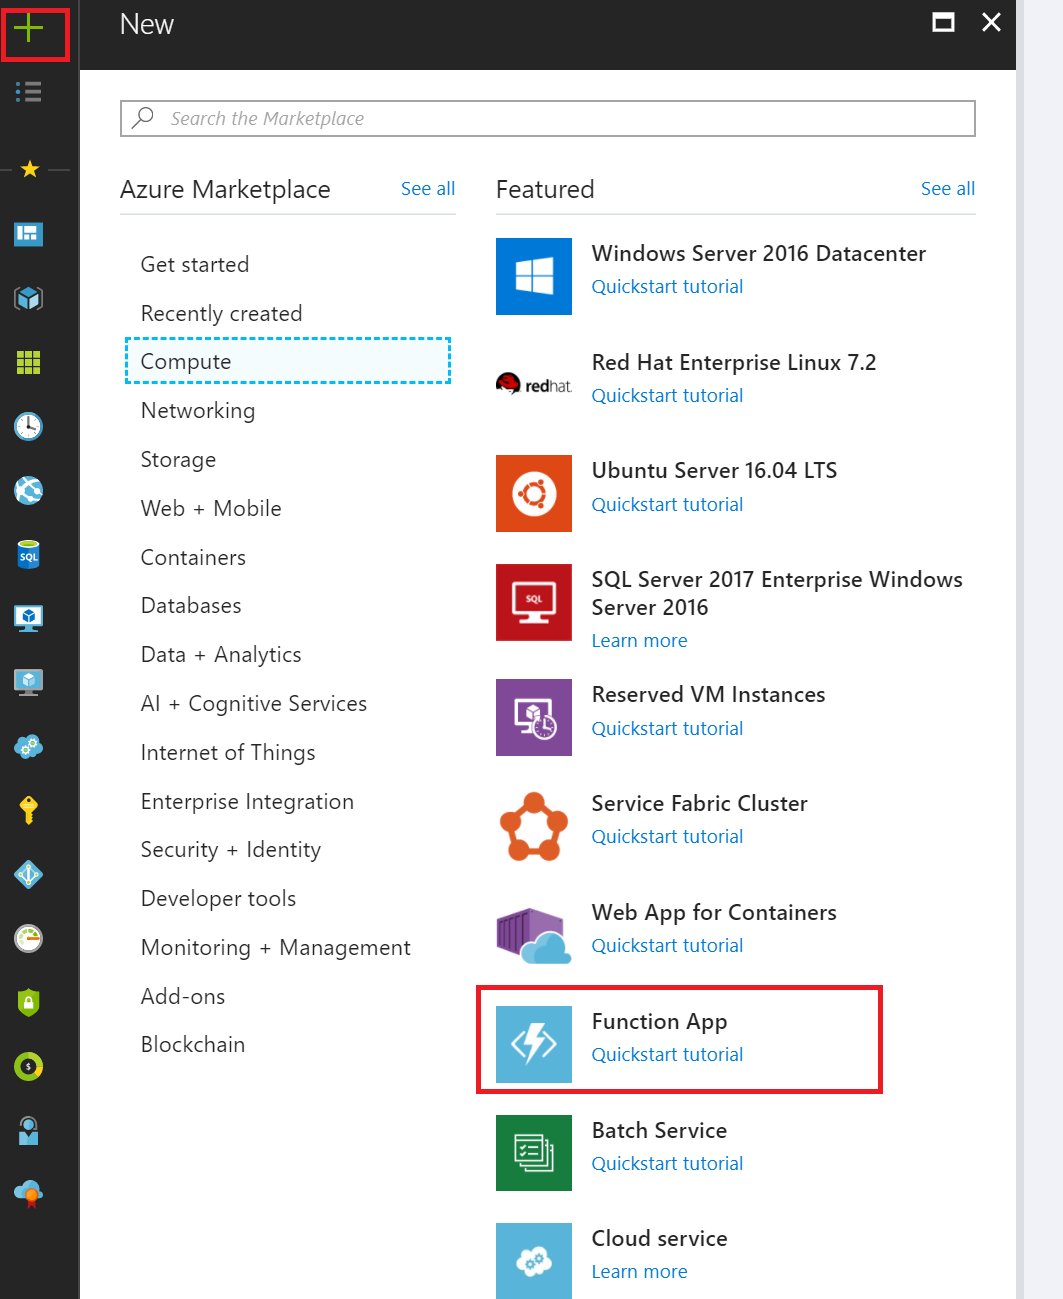 New
Search the Marketplace
Azure Marketplace
See all
Get started
Recently created
Compute
Networking
Storage
Web + Mobile
Containers
Databases
Data + Analytics
AI + Cognitive Services
Internet of Things
Enterprise Integration
Security + Identity
Developer tools
Monitoring + Management
Add-ons
Blockchain
Featured
See all
Windows Server 2016 Datacenter
Quickstart tutorial
redhat.
Red Hat Enterprise Linux 7.2
Quickstart tutorial
Ubuntu Server 16.04 LTS
Quickstart tutorial
SQL
SQL Server 2017 Enterprise Windows
Server 2016
Learn more
Reserved VM Instances
Quickstart tutorial
Service Fabric Cluster
Quickstart tutorial
Web App for Containers
Quickstart tutorial
Function App
Quickstart tutorial
Batch Service
Quickstart tutorial
Cloud service
Learn more
SQL
$